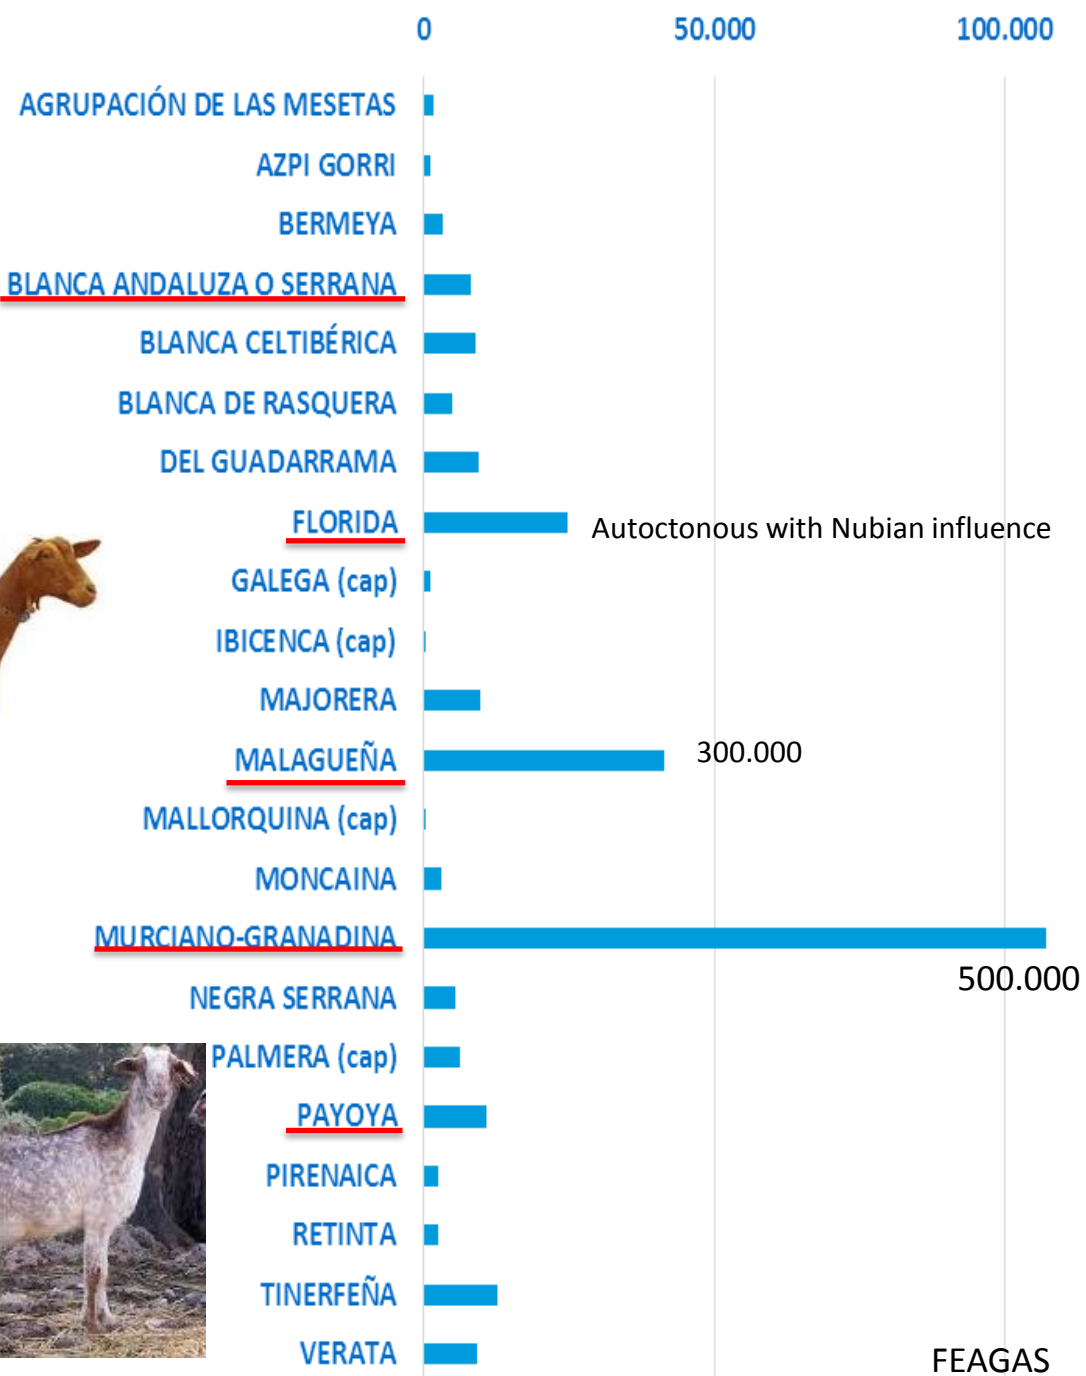 0 50.000 100.000
AGRUPACIÓN DE LAS MESETAS
AZPI GORRI
BERMEYA
BLANCA ANDALUZA O SERRANA
BLANCA CELTIBÉRICA
BLANCA DE RASQUERA
DEL GUADARRAMA
FLORIDA Autoctonous with Nubian influence
GALEGA (cap)
IBICENCA (cap)
MAJORERA
MALAGUEÑA 300.000
MALLORQUINA (cap)
MONCAINA
MURCIANO-GRANADINA
500.000
NEGRA SERRANA
PALMERA (cap)
PAYOYA
PIRENAICA
RETINTA
TINERFEÑA
VERATA
FEAGAS